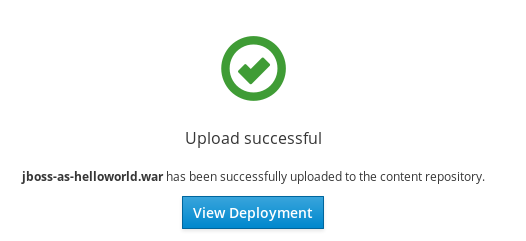 Upload successful
jboss-as-helloworld.war has been successfully uploaded to the content repository.
View Deployment